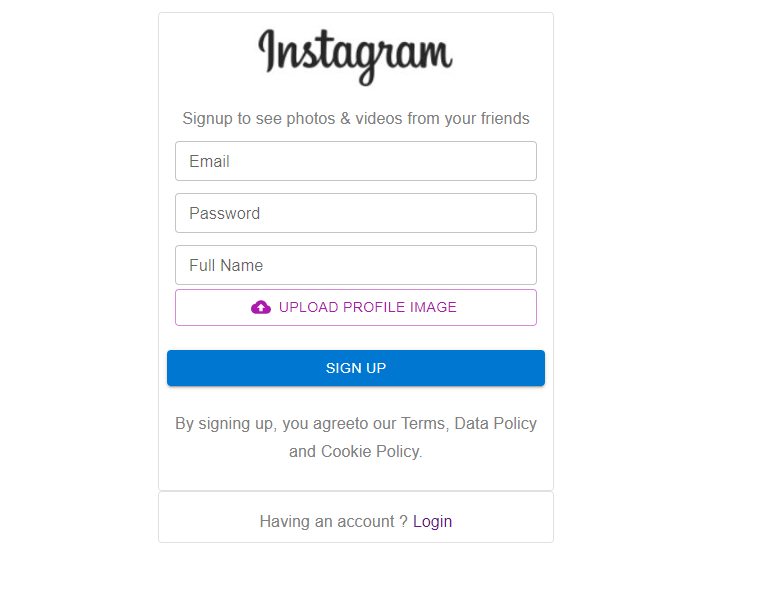 Instagram
Signup to see photos & videos from your friends
Email
Password
Full Name
UPLOAD PROFILE IMAGE
SIGN UP
By signing up, you agreeto our Terms, Data Policy
and Cookie Policy.
Having an account ? Login